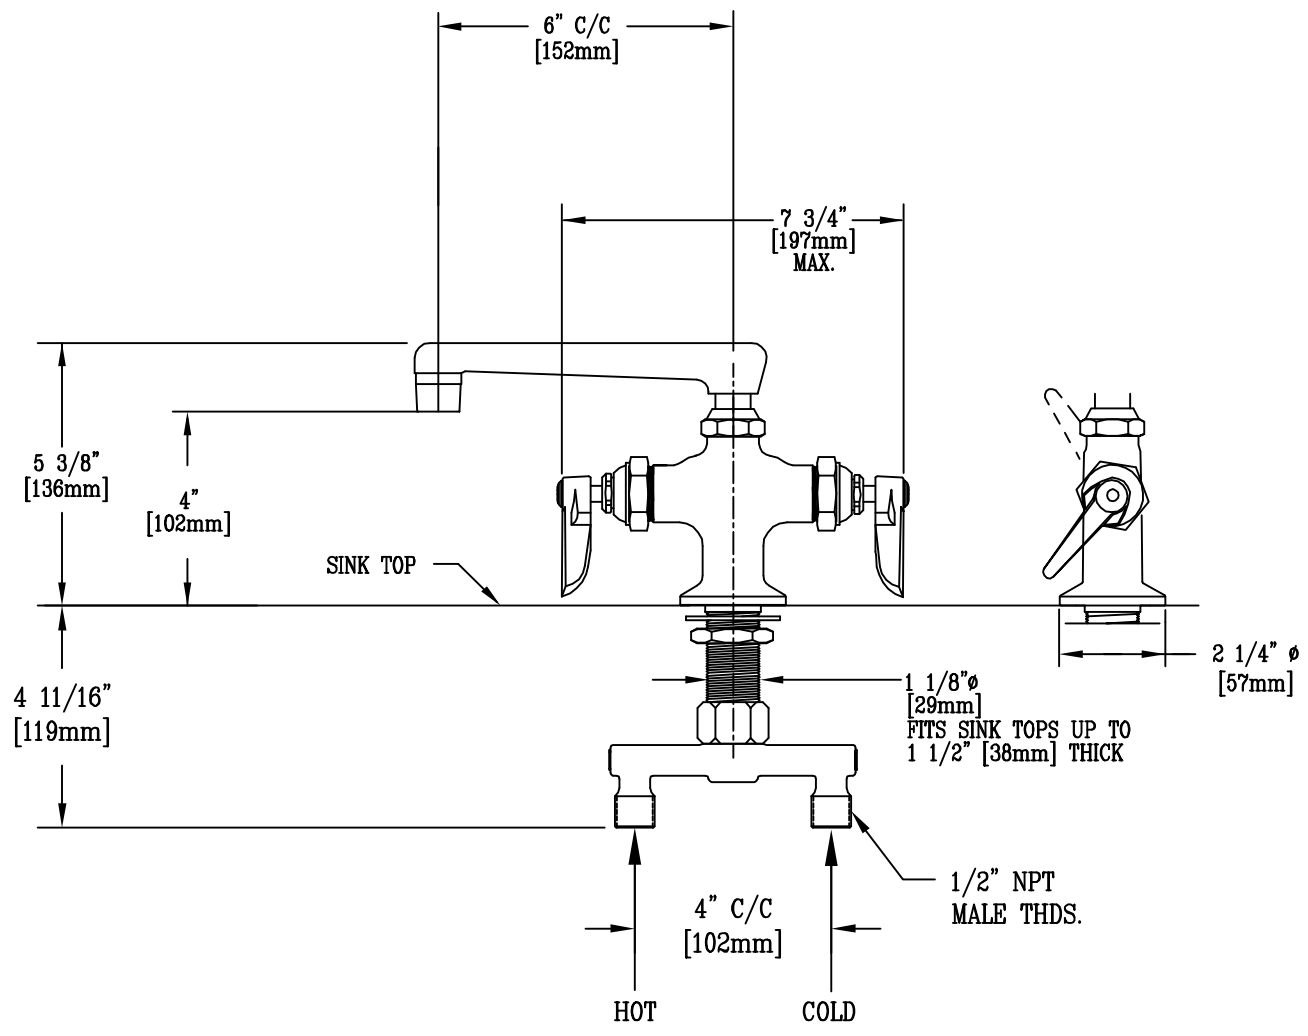 6” C/C
[152mm]
7 3/4”
[197mm]
MAX.
5 3/8”
[136mm]
4”
[102mm]
SINK TOP
2 1/4” ø
[57mm]
4 11/16”
[119mm]
1 1/8”ø
[29mm]
FITS SINK TOPS UP TO
1 1/2” [38mm] THICK
1/2” NPT
MALE THDS.
4” C/C
[102mm]
HOT
COLD